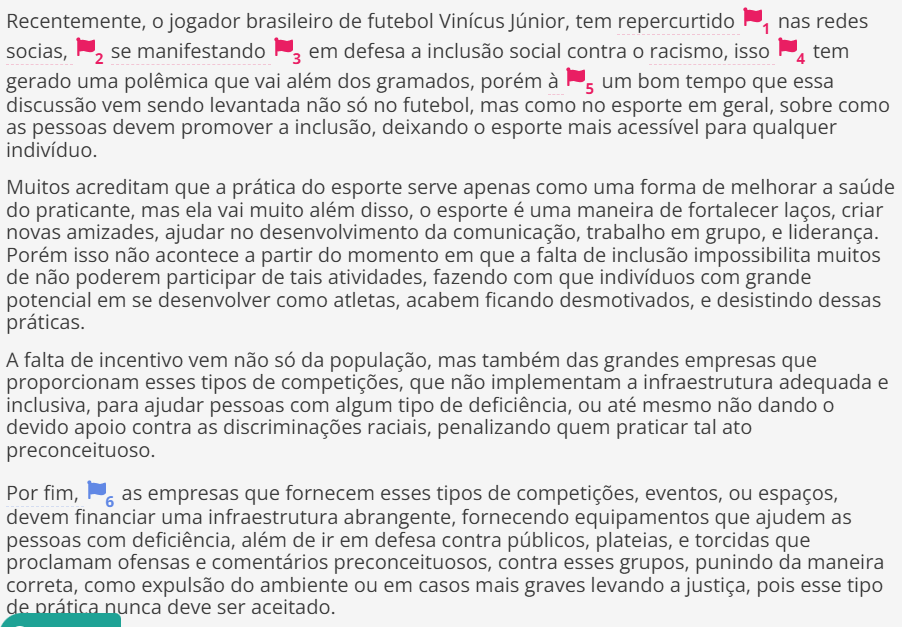 Recentemente, o jogador brasileiro de futebol Vinícus Júnior, tem repercurtido 1 nas redes
socias, 2 se manifestando 3 em defesa a inclusão social contra o racismo, isso 4 tem
gerado uma polêmica que vai além dos gramados, porém à 5 um bom tempo que essa
discussão vem sendo levantada não só no futebol, mas como no esporte em geral, sobre como
as pessoas devem promover a inclusão, deixando o esporte mais acessível para qualquer
indivíduo.
Muitos acreditam que a prática do esporte serve apenas como uma forma de melhorar a saúde
do praticante, mas ela vai muito além disso, o esporte é uma maneira de fortalecer laços, criar
novas amizades, ajudar no desenvolvimento da comunicação, trabalho em grupo, e liderança.
Porém isso não acontece a partir do momento em que a falta de inclusão impossibilita muitos
de não poderem participar de tais atividades, fazendo com que indivíduos com grande
potencial em se desenvolver como atletas, acabem ficando desmotivados, e desistindo dessas
práticas.
A falta de incentivo vem não só da população, mas também das grandes empresas que
proporcionam esses tipos de competições, que não implementam a infraestrutura adequada e
inclusiva, para ajudar pessoas com algum tipo de deficiência, ou até mesmo não dando o
devido apoio contra as discriminações raciais, penalizando quem praticar tal ato
preconceituoso.
Por fim, 6 as empresas que fornecem esses tipos de competições, eventos, ou espaços,
devem financiar uma infraestrutura abrangente, fornecendo equipamentos que ajudem as
pessoas com deficiência, além de ir em defesa contra públicos, plateias, e torcidas que
proclamam ofensas e comentários preconceituosos, contra esses grupos, punindo da maneira
correta, como expulsão do ambiente ou em casos mais graves levando a justiça, pois esse tipo
de prática nunca deve ser aceitado.